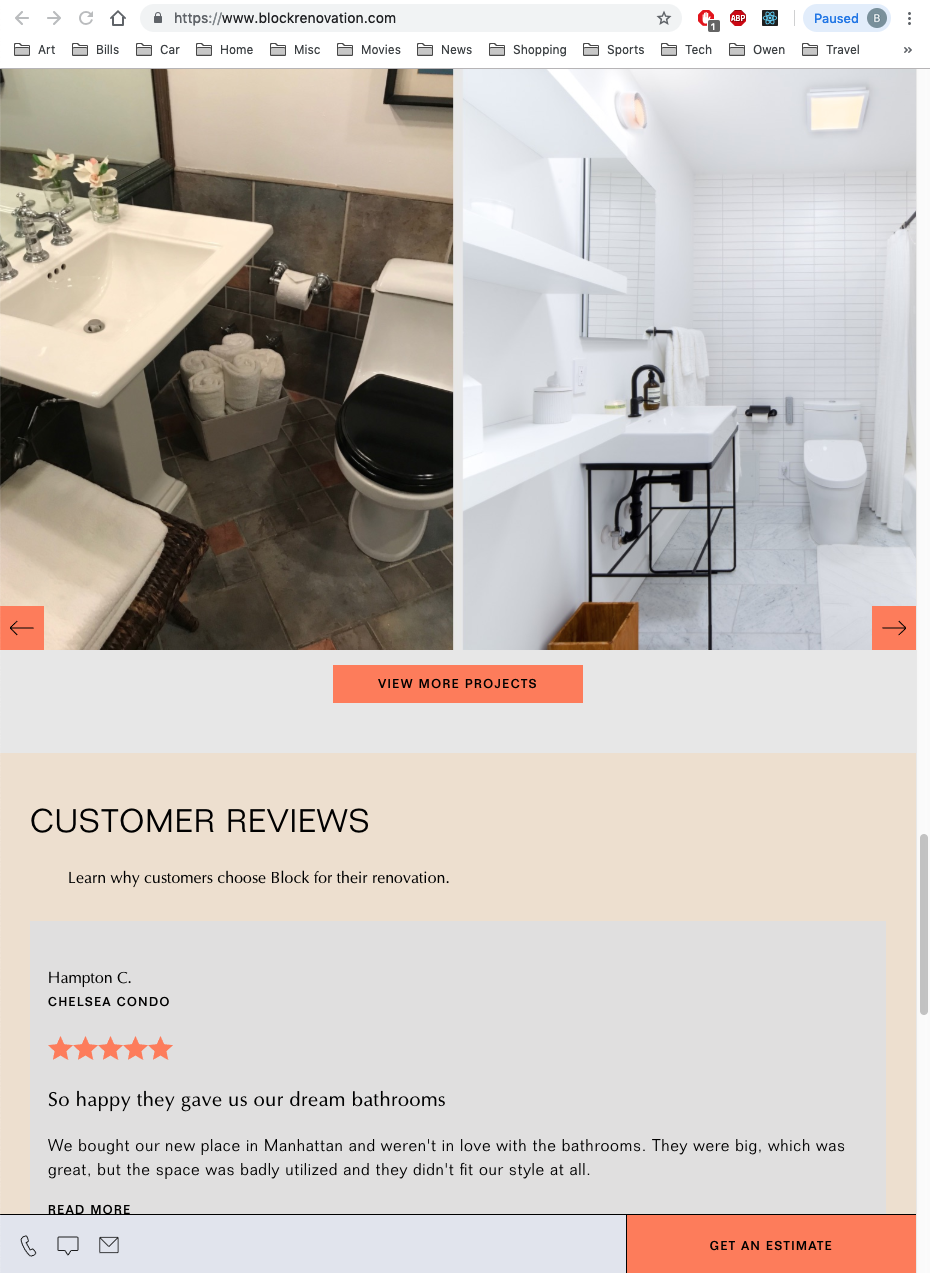 https://www.blockrenovation.com
1
ABP
Paused
B
Art
Bills
Car
Home
Misc
Movies
News
Shopping
Sports
Tech
Owen
Travel
»
VIEW MORE PROJECTS
CUSTOMER REVIEWS
Learn why customers choose Block for their renovation.
Hampton C.
CHELSEA CONDO
So happy they gave us our dream bathrooms
We bought our new place in Manhattan and weren't in love with the bathrooms. They were big, which was
great, but the space was badly utilized and they didn't fit our style at all.
READ MORE
GET AN ESTIMATE